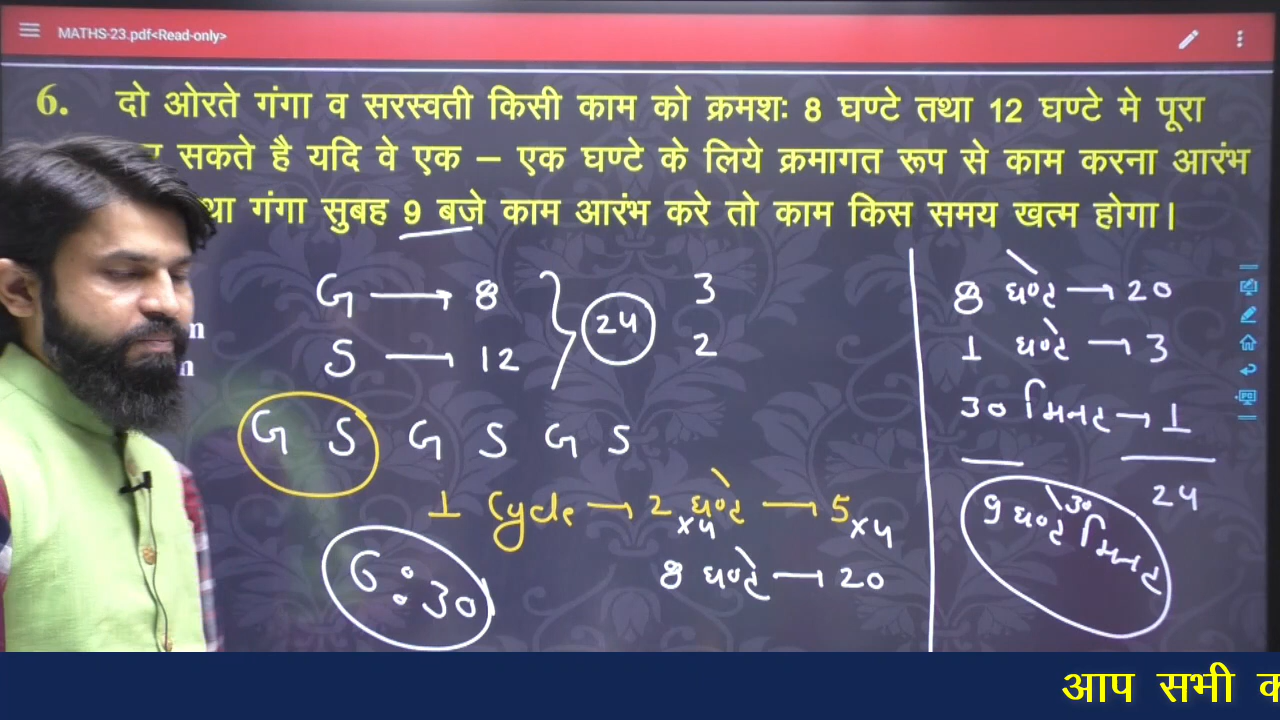 MATHS-23.pdf<Read-only>
6. दो ओरते गंगा व सरस्वती किसी काम को क्रमशः 8 घण्टे तथा 12 घण्टे मे पूरा
सकते है यदि वे एक – एक घण्टे के लिये क्रमागत रूप से काम करना आरंभ
गंगा सुबह 9 बजे काम आरंभ करे तो काम किस समय खत्म होगा।
G → 8
S → 12
24
3
2
G S G S G S
1 Cycle → 2 घण्टे → 5
×4 ×4
8 घण्टे → 20
6:30
8 घण्टे → 20
1 घण्टे → 3
30 मिनट → 1
24
9 घण्टे 30 मिनट
आप सभी